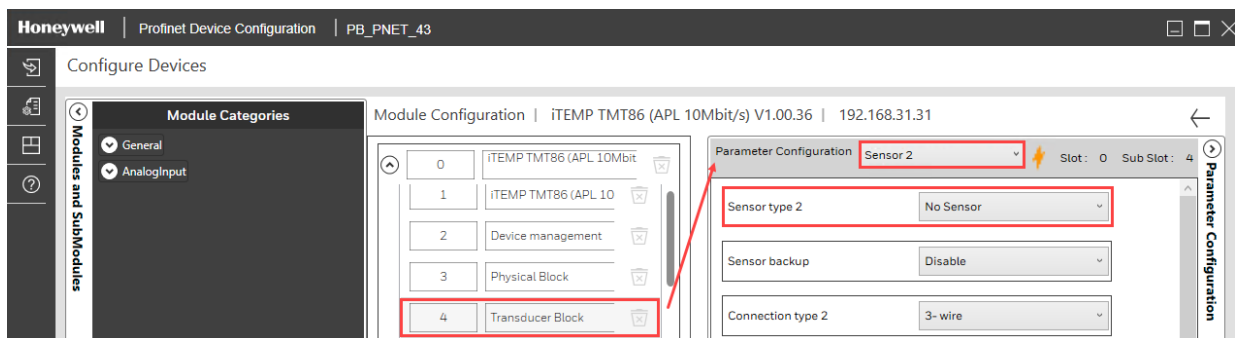 Honeywell | Profinet Device Configuration | PB_PNET_43
Configure Devices
Modules and SubModules
Module Categories
General
AnalogInput
Module Configuration | iTEMP TMT86 (APL 10Mbit/s) V1.00.36 | 192.168.31.31
0 iTEMP TMT86 (APL 10Mbit
1 iTEMP TMT86 (APL 10
2 Device management
3 Physical Block
4 Transducer Block
Parameter Configuration Sensor 2 Slot: 0 Sub Slot: 4
Sensor type 2 No Sensor
Sensor backup Disable
Connection type 2 3- wire
Parameter Configuration